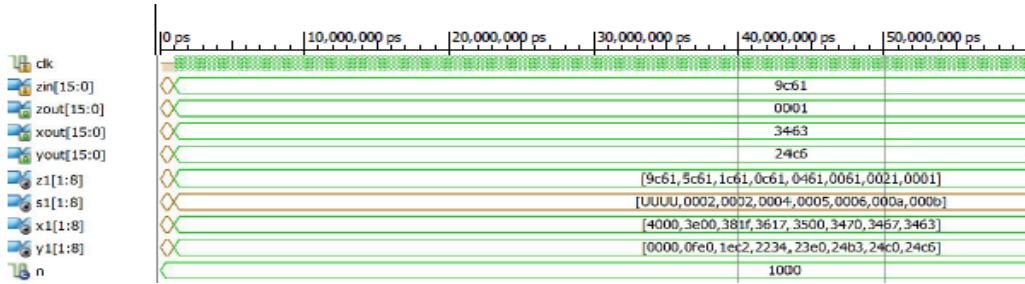 0 ps 10,000,000 ps 20,000,000 ps 30,000,000 ps 40,000,000 ps 50,000,000 ps
clk
zin[15:0] 9c61
zout[15:0] 0001
xout[15:0] 3463
yout[15:0] 24c6
z1[1:8] [9c61,5c61,1c61,0c61,0461,0061,0021,0001]
s1[1:8] [UUUU,0002,0002,0004,0005,0006,000a,000b]
x1[1:8] [4000,3e00,381f,3617,3500,3470,3467,3463]
y1[1:8] [0000,0fe0,1ec2,2234,23e0,24b3,24c0,24c6]
n 1000